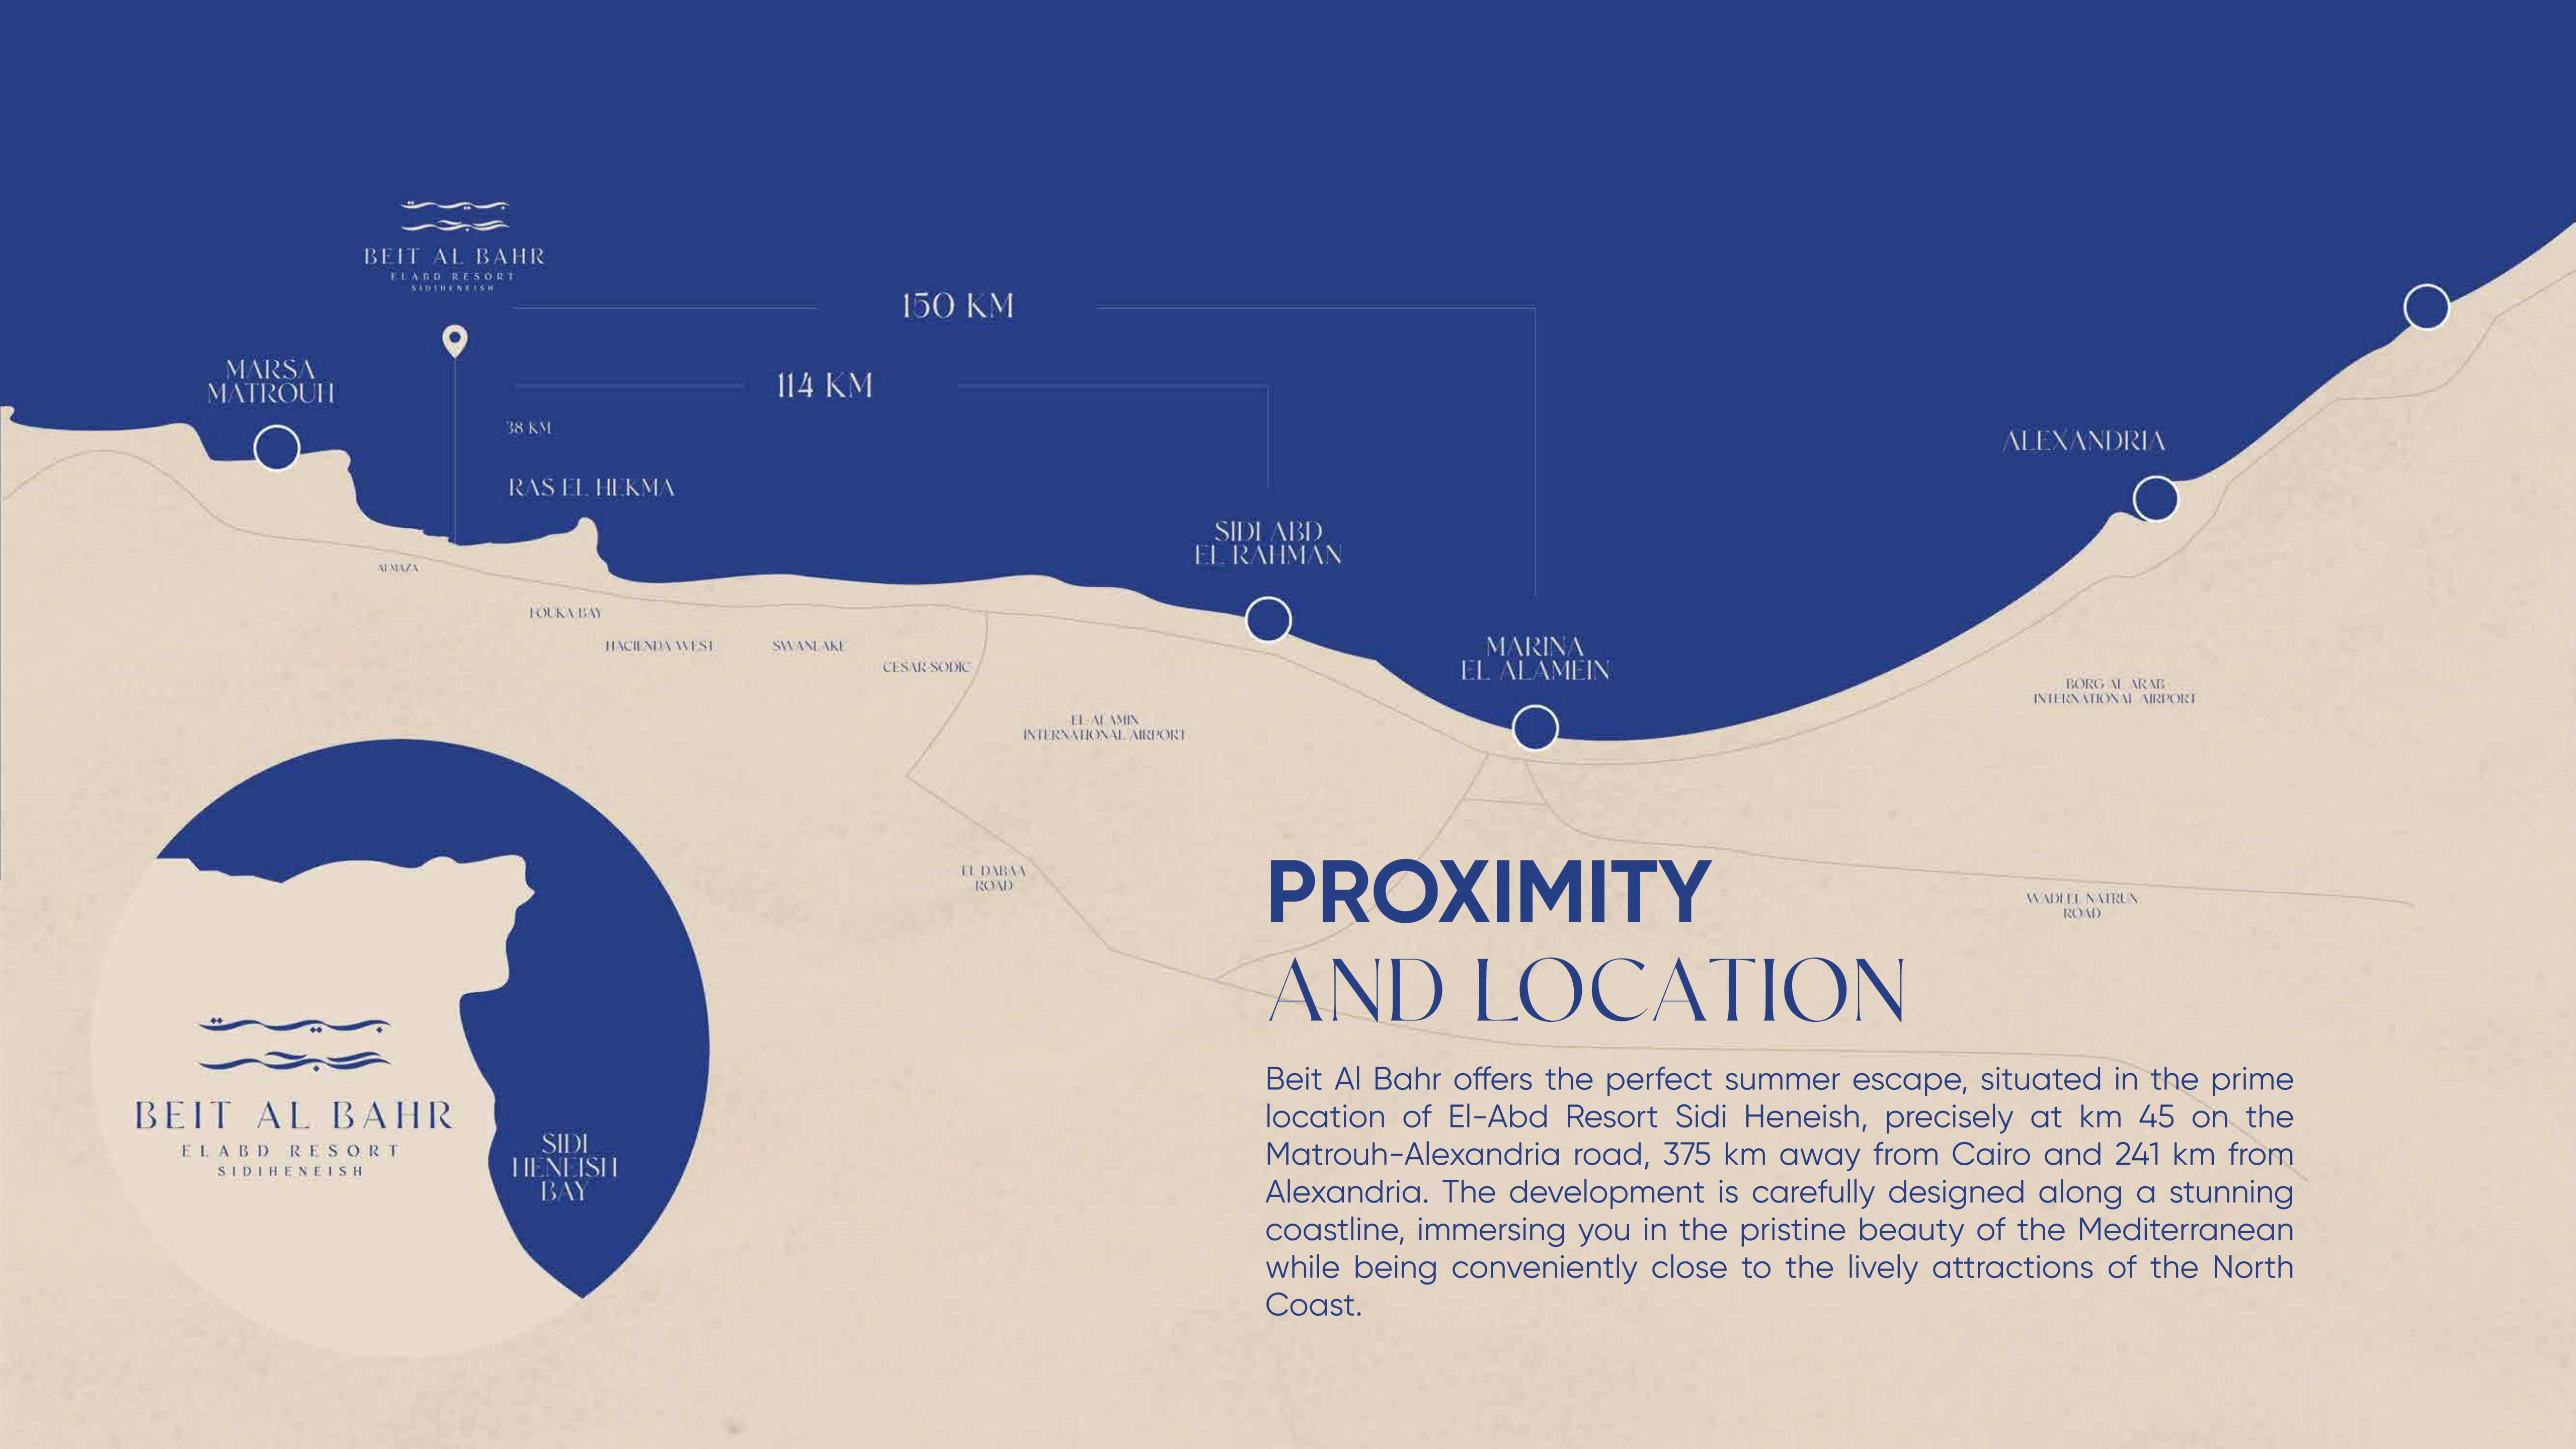 بيت
البحر
BEIT AL BAHR
ELABD RESORT
SIDIHENEISH
150 KM
MARSA
MATROUH
114 KM
38 KM
RAS EL HEKMA
ALEXANDRIA
SIDI ABD
EL RAHMAN
MARINA
EL ALAMEIN
ALMAZA
FOUKA BAY
HACIENDA WEST
SWANLAKE
CESAR-SODIC
EL-ALAMIN
INTERNATIONAL AIRPORT
BORG AL ARAB
INTERNATIONAL AIRPORT
EL DABAA
ROAD
WADI EL NATRUN
ROAD
بيت
البحر
BEIT AL BAHR
ELABD RESORT
SIDIHENEISH
SIDI
HENEISH
BAY
PROXIMITY
AND LOCATION
Beit Al Bahr offers the perfect summer escape, situated in the prime
location of El-Abd Resort Sidi Heneish, precisely at km 45 on the
Matrouh-Alexandria road, 375 km away from Cairo and 241 km from
Alexandria. The development is carefully designed along a stunning
coastline, immersing you in the pristine beauty of the Mediterranean
while being conveniently close to the lively attractions of the North
Coast.